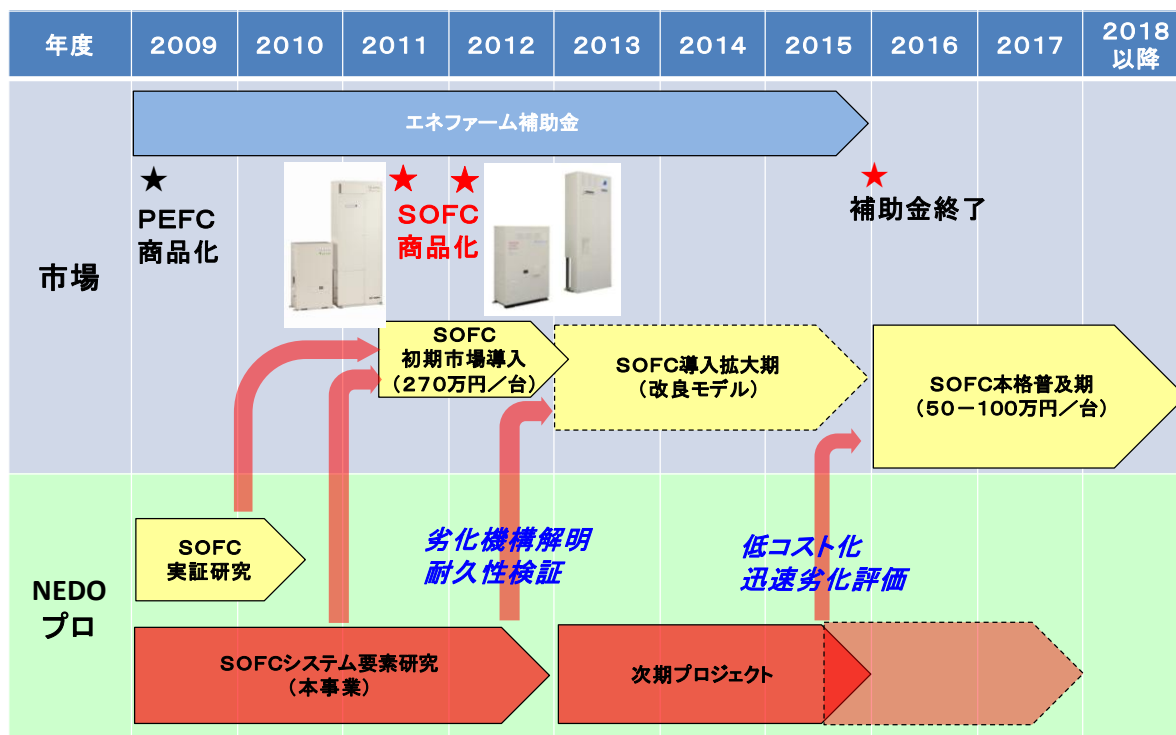 年度 2009 2010 2011 2012 2013 2014 2015 2016 2017 2018
以降
エネファーム補助金
★ ★ ★ ★
PEFC
商品化
SOFC
商品化
補助金終了
市場
SOFC
初期市場導入
(270万円/台)
SOFC導入拡大期
(改良モデル)
SOFC本格普及期
(50-100万円/台)
NEDO
プロ
SOFC
実証研究
劣化機構解明
耐久性検証
低コスト化
迅速劣化評価
SOFCシステム要素研究
(本事業)
次期プロジェクト